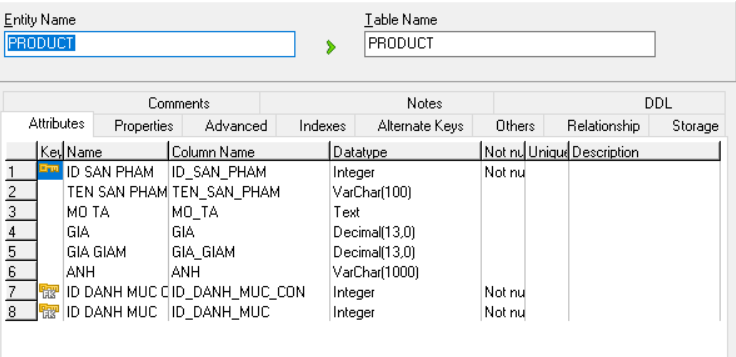 Entity Name Table Name
PRODUCT PRODUCT
Comments Notes DDL
Attributes Properties Advanced Indexes Alternate Keys Others Relationship Storage
Key Name Column Name Datatype Not nu Unique Description
1 ID SAN PHAM ID_SAN_PHAM Integer Not nu
2 TEN SAN PHAM TEN_SAN_PHAM VarChar(100)
3 MO TA MO_TA Text
4 GIA GIA Decimal(13,0)
5 GIA GIAM GIA_GIAM Decimal(13,0)
6 ANH ANH VarChar(1000)
7 FK ID DANH MUC C ID_DANH_MUC_CON Integer Not nu
8 FK ID DANH MUC ID_DANH_MUC Integer Not nu